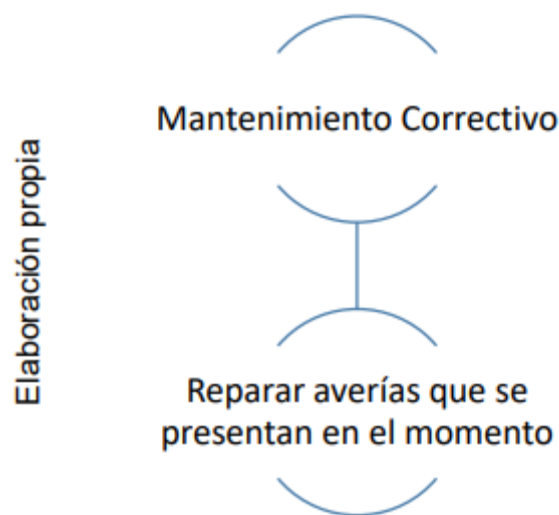 Mantenimiento Correctivo
Elaboración propia
Reparar averías que se
presentan en el momento